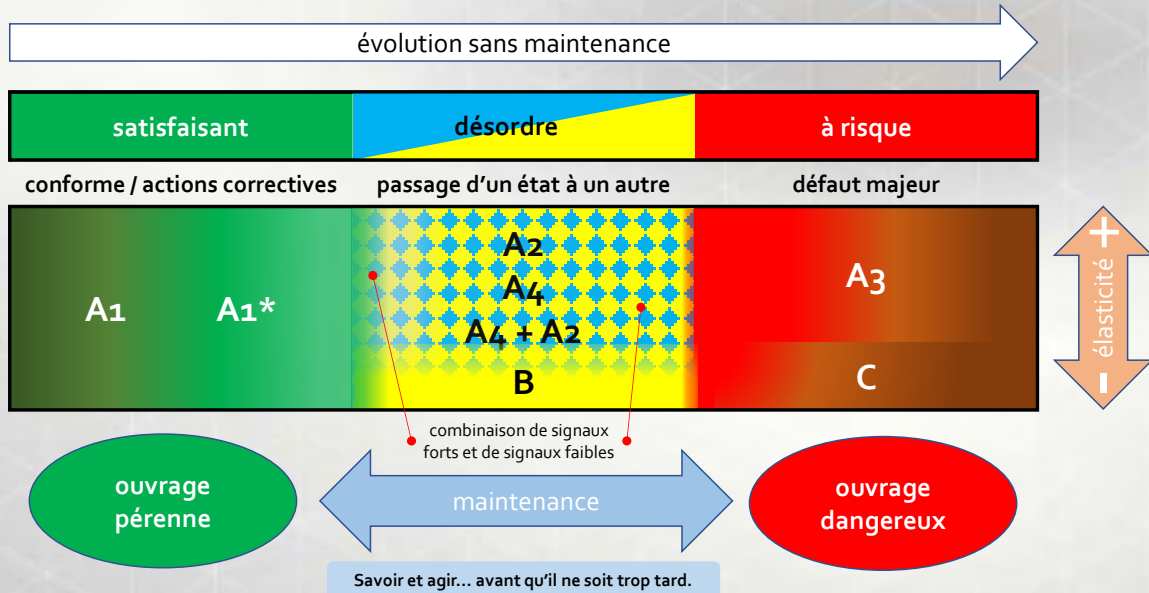 évolution sans maintenance
satisfaisant
désordre
à risque
conforme / actions correctives
passage d'un état à un autre
défaut majeur
A1
A1*
A2
A4
A4 + A2
B
A3
C
+
élasticité
-
combinaison de signaux
forts et de signaux faibles
ouvrage
pérenne
maintenance
ouvrage
dangereux
Savoir et agir... avant qu'il ne soit trop tard.